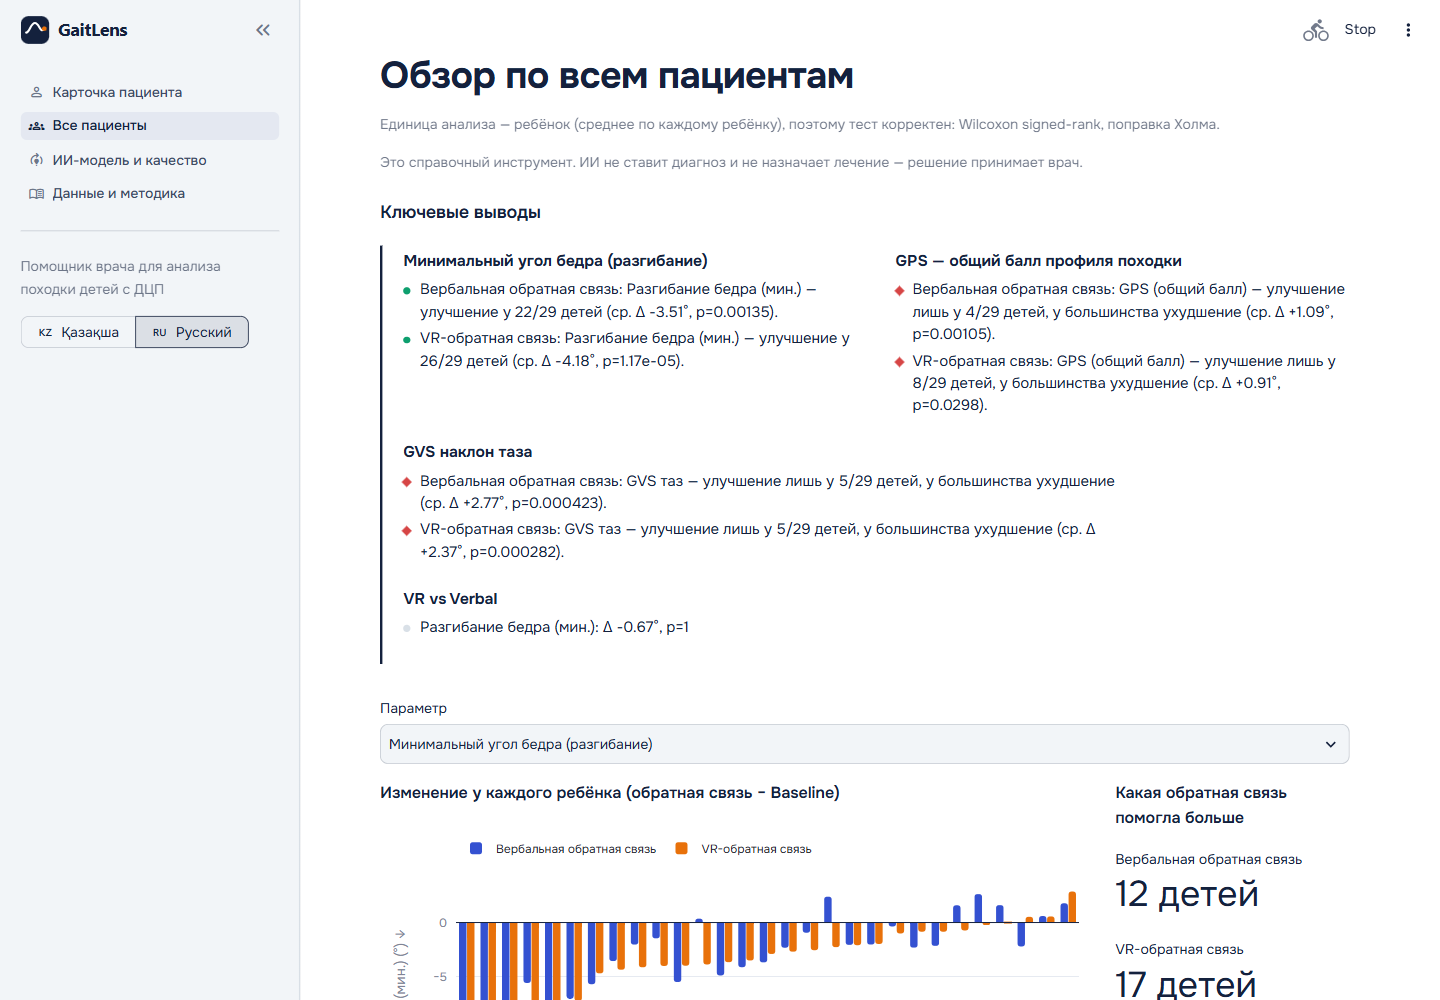 GaitLens
Stop
Карточка пациента
Все пациенты
ИИ-модель и качество
Данные и методика
Помощник врача для анализа
походки детей с ДЦП
KZ Қазақша
RU Русский
Обзор по всем пациентам
Единица анализа — ребёнок (среднее по каждому ребёнку), поэтому тест корректен: Wilcoxon signed-rank, поправка Холма.
Это справочный инструмент. ИИ не ставит диагноз и не назначает лечение — решение принимает врач.
Ключевые выводы
Минимальный угол бедра (разгибание)
Вербальная обратная связь: Разгибание бедра (мин.) —
улучшение у 22/29 детей (ср. Δ -3.51°, p=0.00135).
VR-обратная связь: Разгибание бедра (мин.) — улучшение у
26/29 детей (ср. Δ -4.18°, p=1.17e-05).
GPS — общий балл профиля походки
Вербальная обратная связь: GPS (общий балл) — улучшение
лишь у 4/29 детей, у большинства ухудшение (ср. Δ +1.09°,
p=0.00105).
VR-обратная связь: GPS (общий балл) — улучшение лишь у
8/29 детей, у большинства ухудшение (ср. Δ +0.91°,
p=0.0298).
GVS наклон таза
Вербальная обратная связь: GVS таз — улучшение лишь у 5/29 детей, у большинства ухудшение
(ср. Δ +2.77°, p=0.000423).
VR-обратная связь: GVS таз — улучшение лишь у 5/29 детей, у большинства ухудшение (ср. Δ
+2.37°, p=0.000282).
VR vs Verbal
Разгибание бедра (мин.): Δ -0.67°, p=1
Параметр
Минимальный угол бедра (разгибание)
Изменение у каждого ребёнка (обратная связь − Baseline)
Вербальная обратная связь
VR-обратная связь
0
−5
(мин.) (°) →
Какая обратная связь
помогла больше
Вербальная обратная связь
12 детей
VR-обратная связь
17 детей